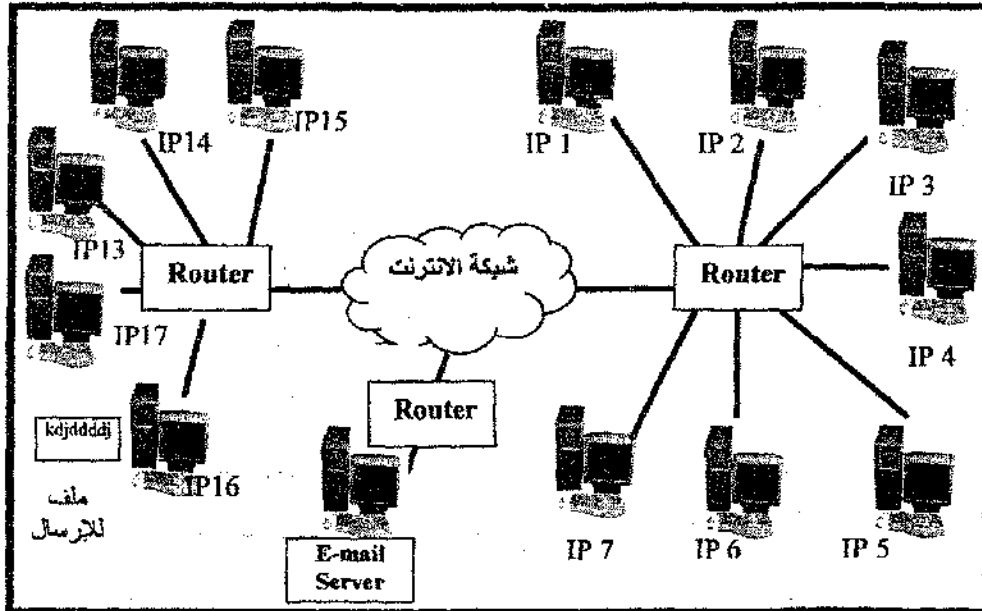 IP14
IP15
IP 1
IP 2
IP 3
IP13
Router
شبكة الانترنت
Router
IP17
IP 4
Router
kdjddddj
IP16
ملف
للإرسال
E-mail
Server
IP 7
IP 6
IP 5